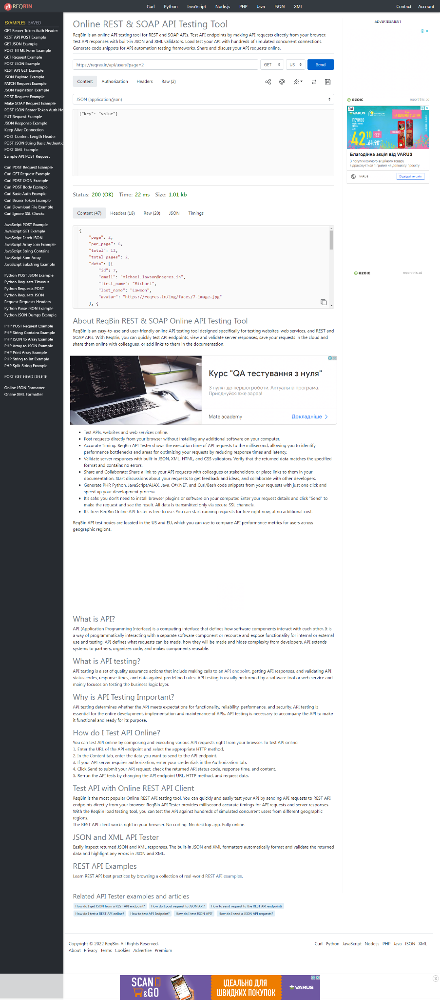 REQBIN
Curl Python JavaScript Node.js PHP Java JSON XML
Contact Account
EXAMPLES SAVED
GET Bearer Token Auth Header
REST API POST Example
GET JSON Example
POST HTML Form Example
GET Request Example
POST JSON Example
REST API GET Example
JSON Payload Example
PATCH Request Example
JSON Pagination Example
POST Request Example
Make SOAP Request Example
POST JSON Bearer Token Auth He
PUT Request Example
JSON Response Example
Keep Alive Connection
POST Content Length Header
POST JSON String Basic Authentic
POST XML Example
Sample API POST Request
Curl POST Request Example
Curl GET Request Example
Curl POST JSON Example
Curl POST Body Example
Curl Basic Auth Example
Curl Bearer Token Example
Curl Download File Example
Curl Ignore SSL Checks
JavaScript POST Example
JavaScript GET Example
JavaScript Fetch JSON
JavaScript Array Join Example
JavaScript String Contains
JavaScript Sum Array
JavaScript Substring Example
Python POST JSON Example
Python Requests Timeout
Python Requests POST
Python Requests JSON
Request Requests Headers
Python Parse JSON Example
Python JSON Dumps Example
PHP POST Request Example
PHP String Contains Example
PHP JSON to Array Example
PHP Array to JSON Example
PHP Print Array Example
PHP String to Int Example
PHP Split String Example
POST GET HEAD DELETE
Online JSON Formatter
Online XML Formatter
Online REST & SOAP API Testing Tool
ReqBin is an online API testing tool for REST and SOAP APIs. Test API endpoints by making API requests directly from your browser.
Test API responses with built-in JSON and XML validators. Load test your API with hundreds of simulated concurrent connections.
Generate code snippets for API automation testing frameworks. Share and discuss your API requests online.
https://reqres.in/api/users?page=2
GET
US
Send
Content Authorization Headers Raw (2)
JSON (application/json)
{"key": "value"}
Status: 200 (OK) Time: 22 ms Size: 1.01 kb
Content (47) Headers (18) Raw (20) JSON Timings
{
"page": 2,
"per_page": 6,
"total": 12,
"total_pages": 2,
"data": [{
"id": 7,
"email": "michael.lawson@reqres.in",
"first_name": "Michael",
"last_name": "Lawson",
"avatar": "https://reqres.in/img/faces/7-image.jpg"
}, {
About ReqBin REST & SOAP Online API Testing Tool
ReqBin is an easy-to-use and user-friendly online API testing tool designed specifically for testing websites, web services, and REST and
SOAP APIs. With ReqBin, you can quickly test API endpoints, view and validate server responses, save your requests in the cloud and
share them online with colleagues, or add links to them in the documentation.
Курс "QA тестування з нуля"
З нуля і до першої роботи. Актуальна програма.
Приєднуйся вже зараз!
Mate academy
Докладніше
• Test APIs, websites and web services online.
• Post requests directly from your browser without installing any additional software on your computer.
• Accurate Timing: ReqBin API Tester shows the execution time of API requests to the millisecond, allowing you to identify
performance bottlenecks and areas for optimizing your requests by reducing response times and latency.
• Validate server responses with built-in JSON, XML, HTML, and CSS validators. Verify that the returned data matches the specified
format and contains no errors.
• Share and Collaborate: Share a link to your API requests with colleagues or stakeholders, or place links to them in your
documentation. Start discussions about your requests to get feedback and ideas, and collaborate with other developers.
• Generate PHP, Python, JavaScript/AJAX, Java, C#/.NET, and Curl/Bash code snippets from your requests with just one click and
speed up your development process.
• It's safe: you don't need to install browser plugins or software on your computer. Enter your request details and click "Send" to
make the request and see the result. All data is transmitted only via secure SSL channels.
• It's free: ReqBin Online API Tester is free to use. You can start running requests for free right now, at no additional cost.
ReqBin API test nodes are located in the US and EU, which you can use to compare API performance metrics for users across
geographic regions.
What is API?
API (Application Programming Interface) is a computing interface that defines how software components interact with each other. It is
a way of programmatically interacting with a separate software component or resource and expose functionality for internal or external
use and testing. API defines what requests can be made, how they will be made and hides complexity from developers. API extends
systems to partners, organizes code, and makes components reusable.
What is API testing?
API testing is a set of quality assurance actions that include making calls to an API endpoint, getting API responses, and validating API
status codes, response times, and data against predefined rules. API testing is usually performed by a software tool or web service and
mainly focuses on testing the business logic layer.
Why is API Testing Important?
API testing determines whether the API meets expectations for functionality, reliability, performance, and security. API testing is
essential for the entire development, implementation and maintenance of APIs. API testing is necessary to accompany the API to make
it functional and ready for its purpose.
How do I Test API Online?
You can test API online by composing and executing various API requests right from your browser. To test API online:
1. Enter the URL of the API endpoint and select the appropriate HTTP method.
2. In the Content tab, enter the data you want to send to the API endpoint.
3. If your API server requires authorization, enter your credentials in the Authorization tab.
4. Click Send to submit your API request, check the returned API status code, response time, and content.
5. Re-run the API tests by changing the API endpoint URL, HTTP method, and request data.
Test API with Online REST API Client
ReqBin is the most popular Online REST API testing tool. You can quickly and easily test your API by sending API requests to REST API
endpoints directly from your browser. ReqBin API Tester provides millisecond accurate timings for API requests and server responses.
With the ReqBin load testing tool, you can test the API against hundreds of simulated concurrent users from different geographic
regions.
The REST API client works right in your browser. No coding. No desktop app. Fully online.
JSON and XML API Tester
Easily inspect returned JSON and XML responses. The built-in JSON and XML formatters automatically format and validate the returned
data and highlight any errors in JSON and XML.
REST API Examples
Learn REST API best practices by browsing a collection of real-world REST API examples.
Related API Tester examples and articles
How do I get JSON from a REST API endpoint? How do I post request to JSON API? How to send request to the REST API endpoint?
How do I test a REST API online? How to test API Endpoint? How do I test JSON API? How do I send a JSON API requests?
ADVERTISEMENT
ezoic
report this ad
Ad
VARUS
ПЕЧИВО
НА ДОПОМОГУ ДІТЯМ
42 10
-32%
61.90
Благодійна акція від VARUS
З покупки кожного акційного товару
відраховується 1 гривня на допомогу проєкту
VARUS
Відвідайте сайт
ezoic
report this ad
Copyright © 2022 ReqBin. All Rights Reserved.
About Privacy Terms Cookies Advertise Premium
Curl Python JavaScript Node.js PHP Java JSON XML
SCAN
&GO
ІДЕАЛЬНО ДЛЯ
ШВИДКИХ ПОКУПОК
VARUS